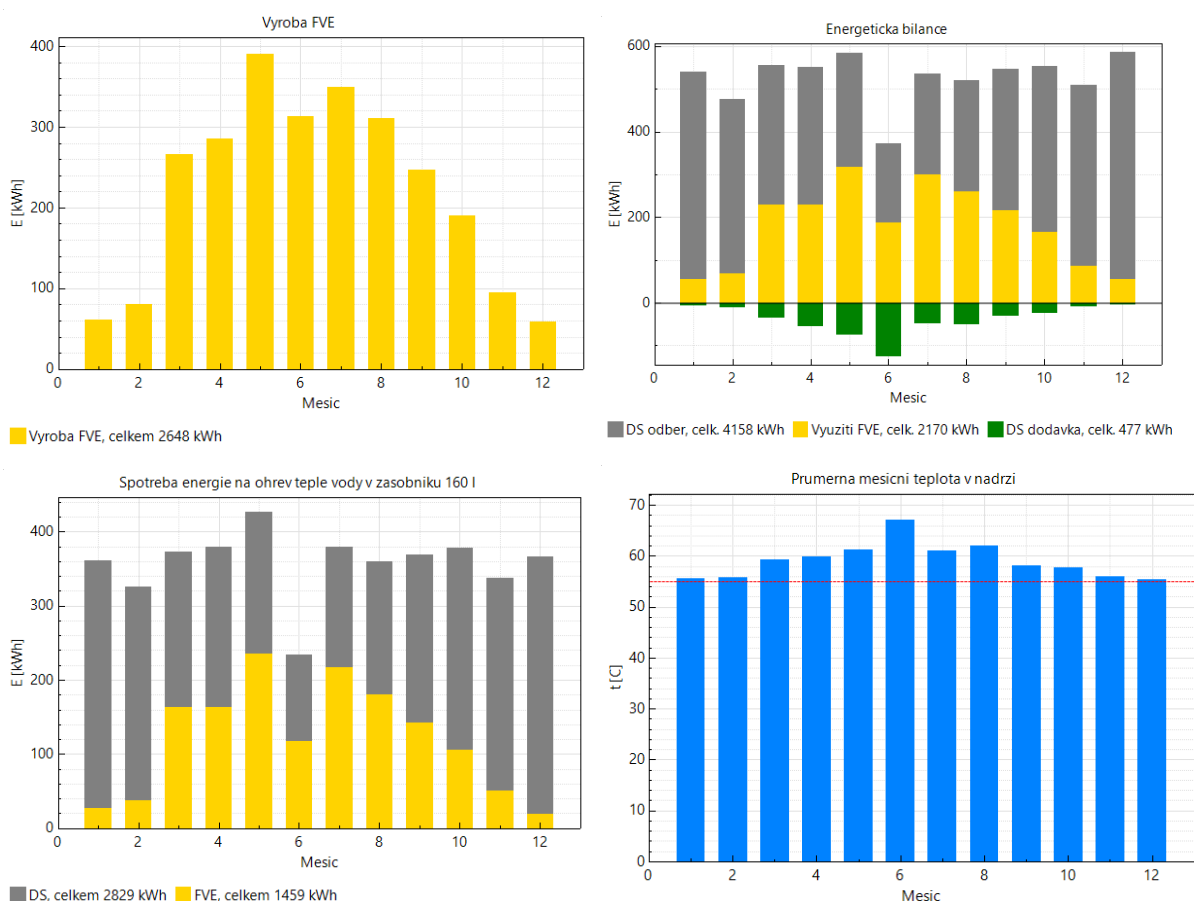 Vyroba FVE
E [kWh]
400
300
200
100
0
0 2 4 6 8 10 12
Mesic
Vyroba FVE, celkem 2648 kWh
Energeticka bilance
E [kWh]
600
400
200
0
0 2 4 6 8 10 12
Mesic
DS odber, celk. 4158 kWh Vyuziti FVE, celk. 2170 kWh DS dodavka, celk. 477 kWh
Spotreba energie na ohrev teple vody v zasobniku 160 l
E [kWh]
400
300
200
100
0
0 2 4 6 8 10 12
Mesic
DS, celkem 2829 kWh FVE, celkem 1459 kWh
Prumerna mesicni teplota v nadrzi
t [C]
70
60
50
40
30
20
10
0
0 2 4 6 8 10 12
Mesic